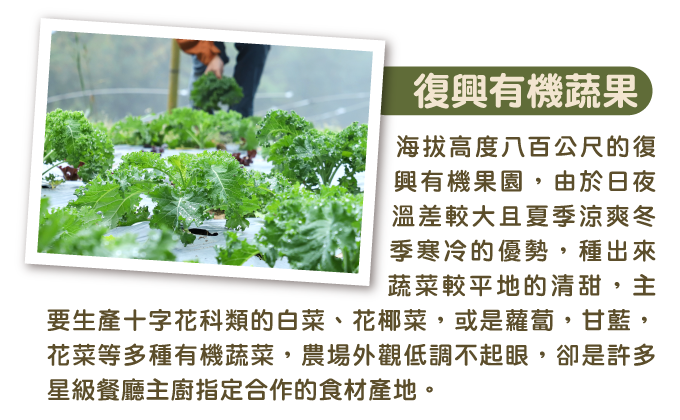 復興有機蔬果
海拔高度八百公尺的復
興有機果園，由於日夜
溫差較大且夏季涼爽冬
季寒冷的優勢，種出來
蔬菜較平地的清甜，主
要生產十字花科類的白菜、花椰菜，或是蘿蔔，甘藍，
花菜等多種有機蔬菜，農場外觀低調不起眼，卻是許多
星級餐廳主廚指定合作的食材產地。